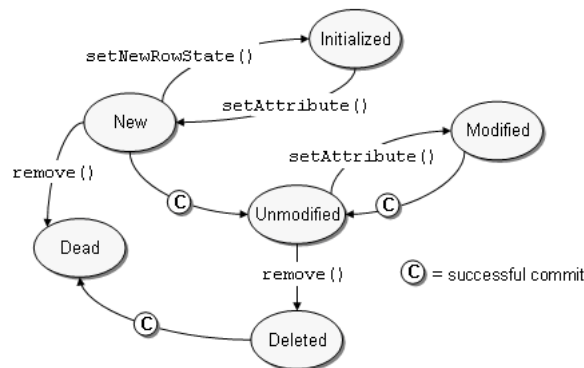 Initialized
setNewRowState()
setAttribute()
New
Modified
setAttribute()
remove()
C
C
Unmodified
Dead
remove()
C = successful commit
C
Deleted